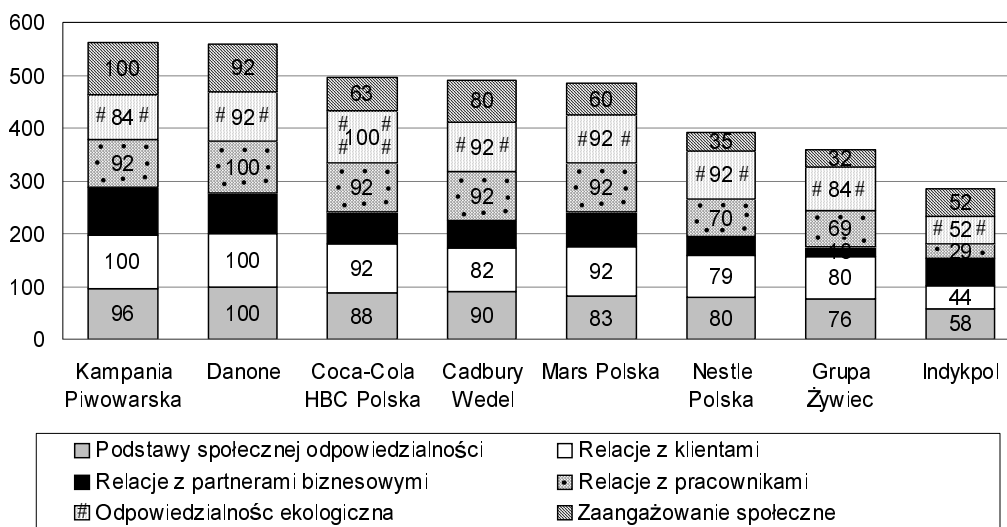 600
500
400
300
200
100
0
100 92 63 80 60 35 32 52
# 84 # # 92 # # 100 # # 92 # # 92 # # 92 # # 84 # # 52 #
# #
92 100 92 92 92 70 69 29
100 100 92 82 92 79 80 44
96 100 88 90 83 80 76 58
Kampania Danone Coca-Cola Cadbury Mars Polska Nestle Grupa Indykpol
Piwowarska HBC Polska Wedel Polska Żywiec
Podstawy społecznej odpowiedzialności Relacje z klientami
Relacje z partnerami biznesowymi Relacje z pracownikami
# Odpowiedzialnośc ekologiczna Zaangażowanie społeczne